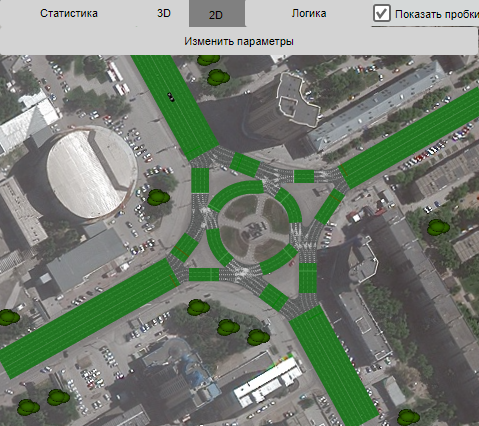 Статистика 3D 2D Логика Показать пробки
Изменить параметры